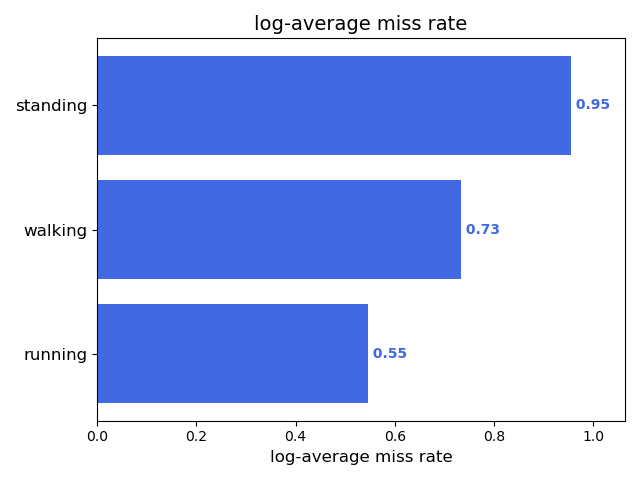 log-average miss rate
standing
0.95
walking
0.73
running
0.55
0.0 0.2 0.4 0.6 0.8 1.0
log-average miss rate